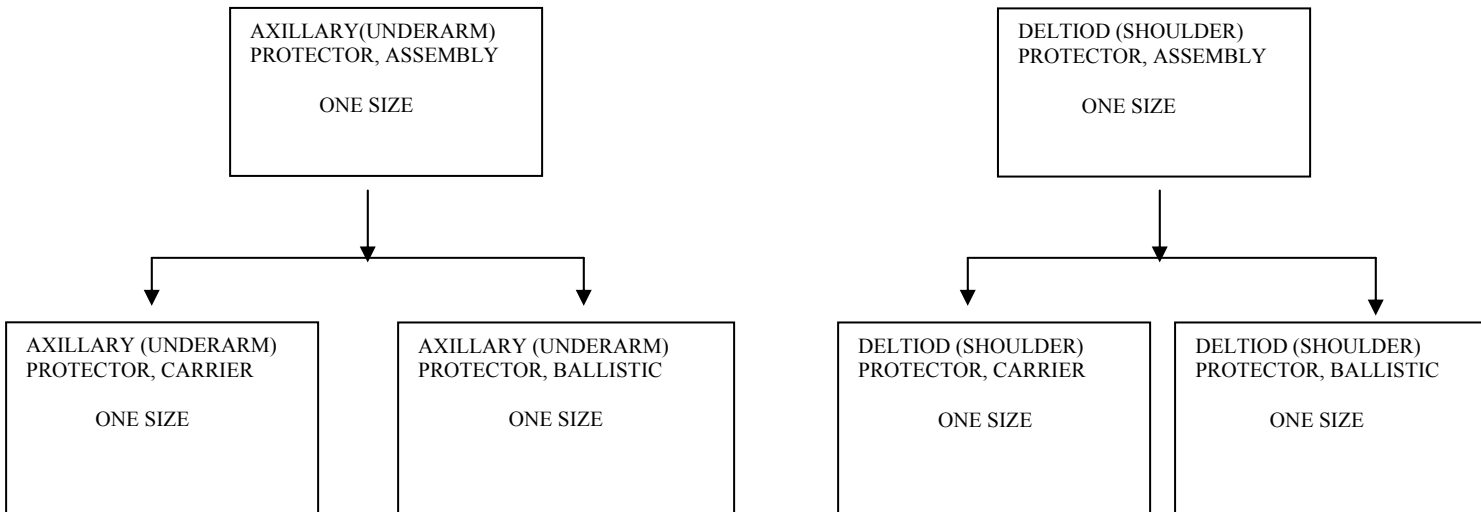 AXILLARY(UNDERARM)
PROTECTOR, ASSEMBLY
ONE SIZE
DELTIOD (SHOULDER)
PROTECTOR, ASSEMBLY
ONE SIZE
AXILLARY (UNDERARM)
PROTECTOR, CARRIER
ONE SIZE
AXILLARY (UNDERARM)
PROTECTOR, BALLISTIC
ONE SIZE
DELTIOD (SHOULDER)
PROTECTOR, CARRIER
ONE SIZE
DELTIOD (SHOULDER)
PROTECTOR, BALLISTIC
ONE SIZE